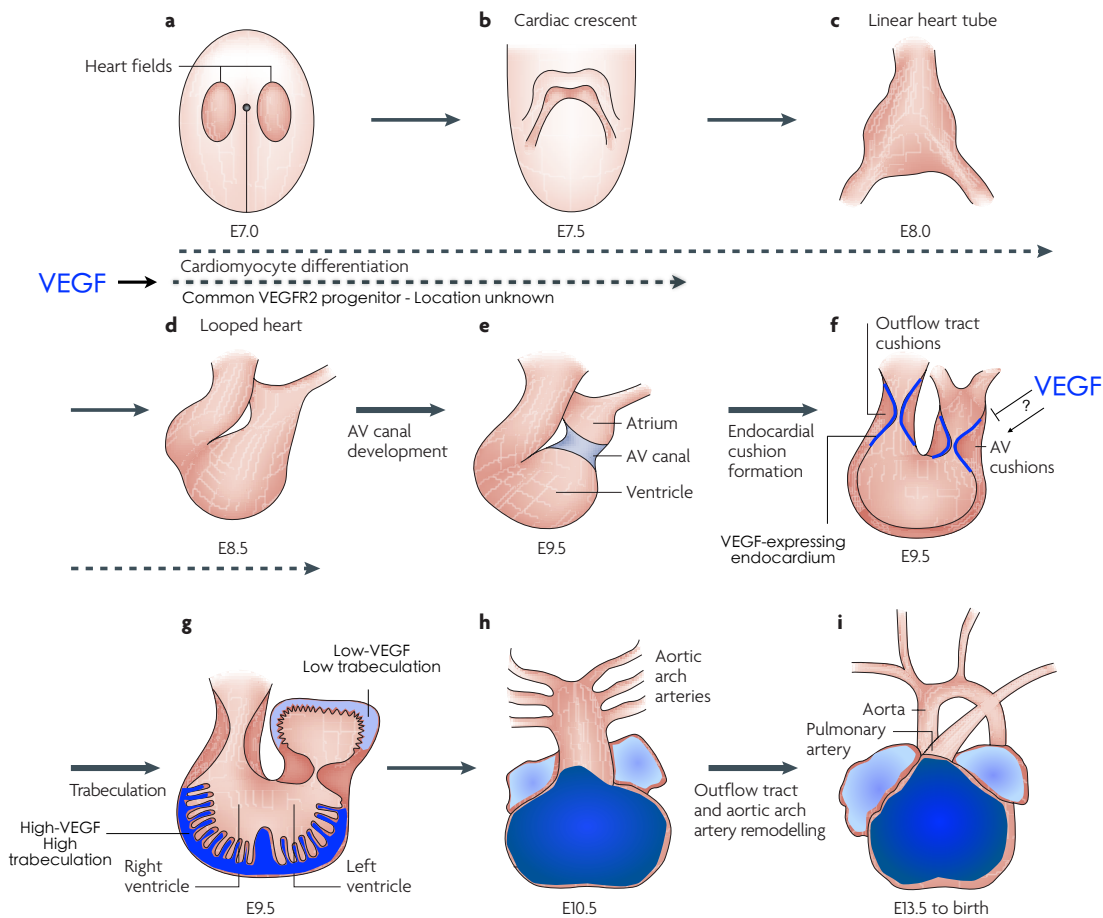 a
b Cardiac crescent
c Linear heart tube
Heart fields
E7.0
E7.5
E8.0
Cardiomyocyte differentiation
VEGF
Common VEGFR2 progenitor - Location unknown
d Looped heart
e
f
Outflow tract
cushions
VEGF
?
AV canal
development
Atrium
AV canal
Ventricle
Endocardial
cushion
formation
AV
cushions
VEGF-expressing
endocardium
E8.5
E9.5
E9.5
g
h
i
Low-VEGF
Low trabeculation
Aortic
arch
arteries
Aorta
Pulmonary
artery
Trabeculation
Outflow tract
and aortic arch
artery remodelling
High-VEGF
High
trabeculation
Right
ventricle
Left
ventricle
E9.5
E10.5
E13.5 to birth